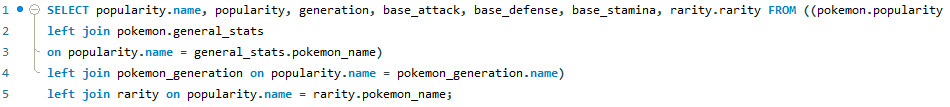 1 SELECT popularity.name, popularity, generation, base_attack, base_defense, base_stamina, rarity.rarity FROM ((pokemon.popularity
2 left join pokemon.general_stats
3 on popularity.name = general_stats.pokemon_name)
4 left join pokemon_generation on popularity.name = pokemon_generation.name)
5 left join rarity on popularity.name = rarity.pokemon_name;